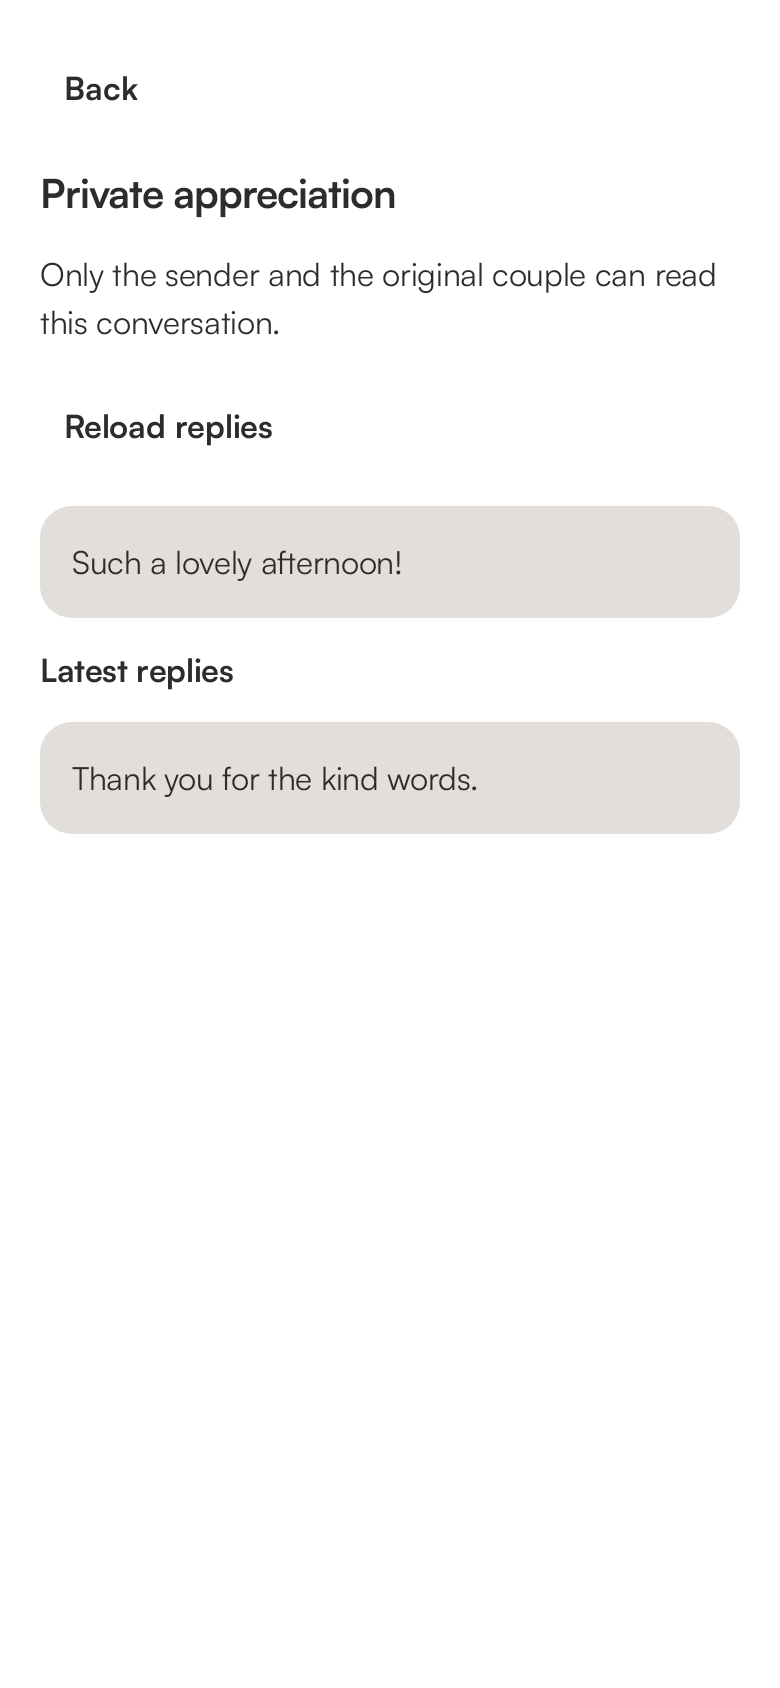 Back
Private appreciation
Only the sender and the original couple can read
this conversation.
Reload replies
Such a lovely afternoon!
Latest replies
Thank you for the kind words.